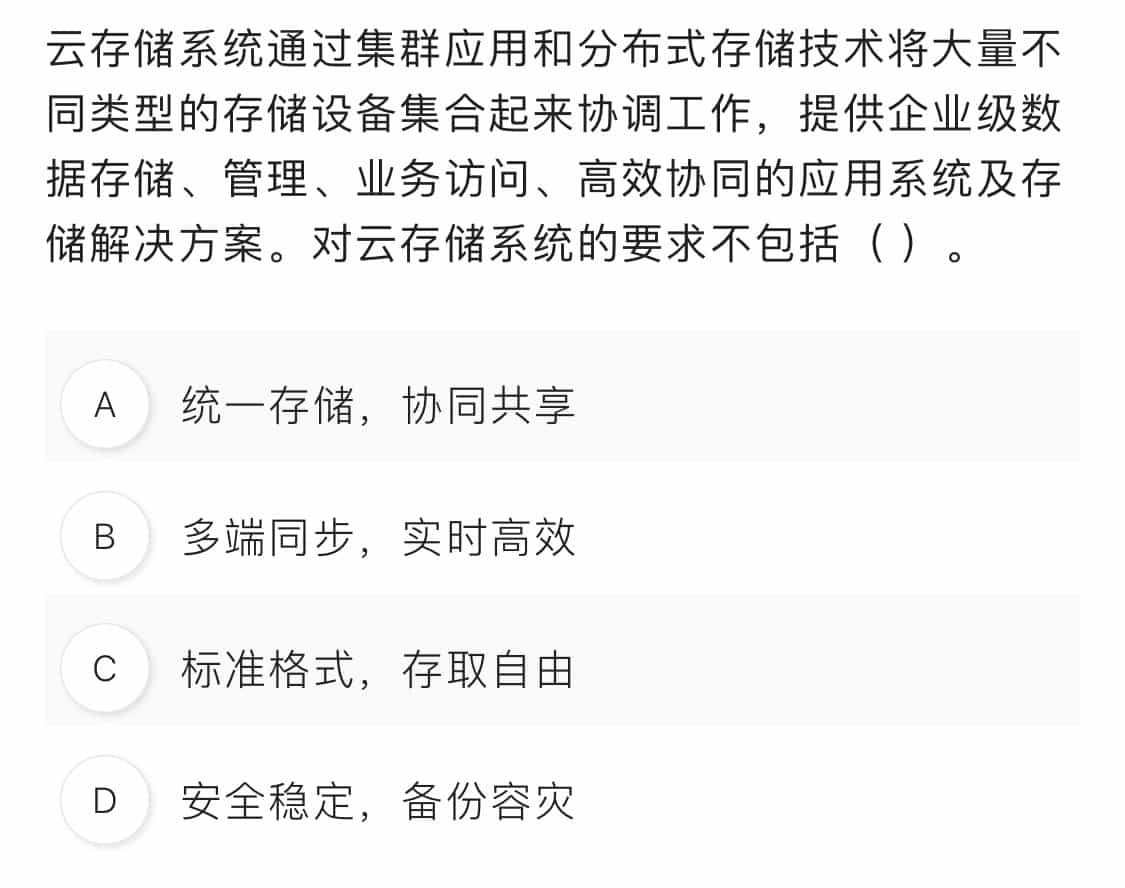 云存储系统通过集群应用和分布式存储技术将大量不
同类型的存储设备集合起来协调工作，提供企业级数
据存储、管理、业务访问、高效协同的应用系统及存
储解决方案。对云存储系统的要求不包括（ ）。
A 统一存储，协同共享
B 多端同步，实时高效
C 标准格式，存取自由
D 安全稳定，备份容灾